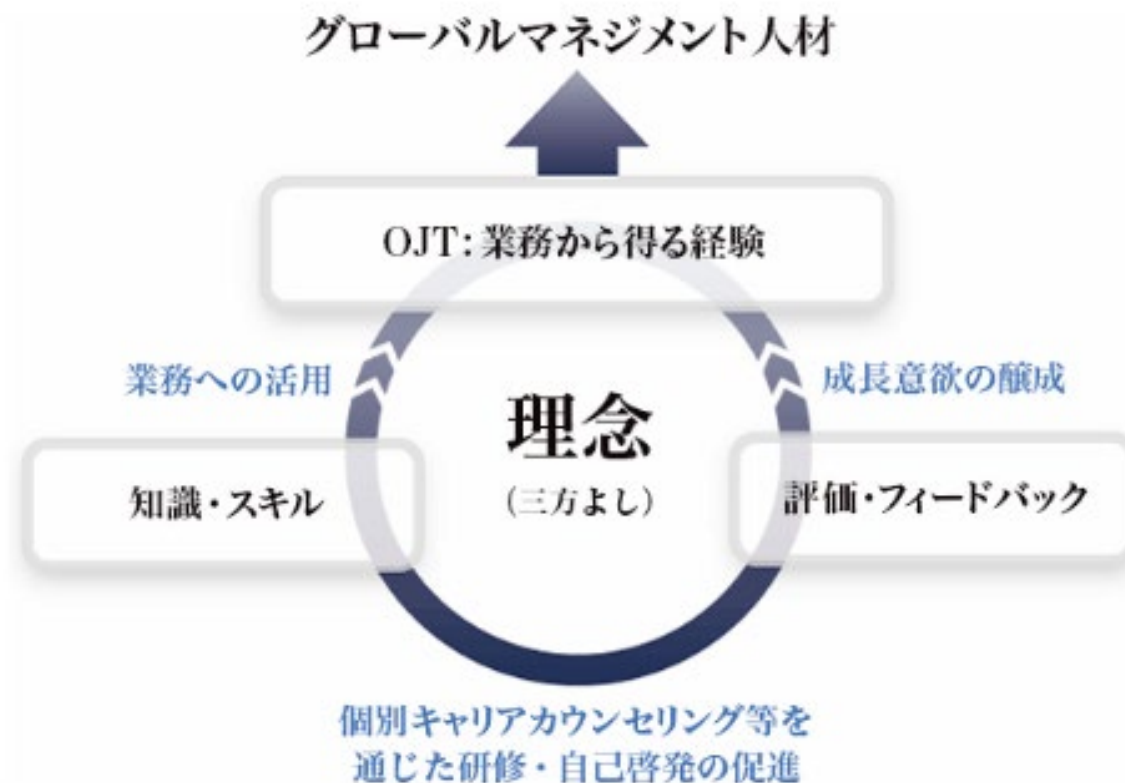 グローバルマネジメント人材
OJT：業務から得る経験
業務への活用
成長意欲の醸成
理念
（三方よし）
知識・スキル
評価・フィードバック
個別キャリアカウンセリング等を
通じた研修・自己啓発の促進